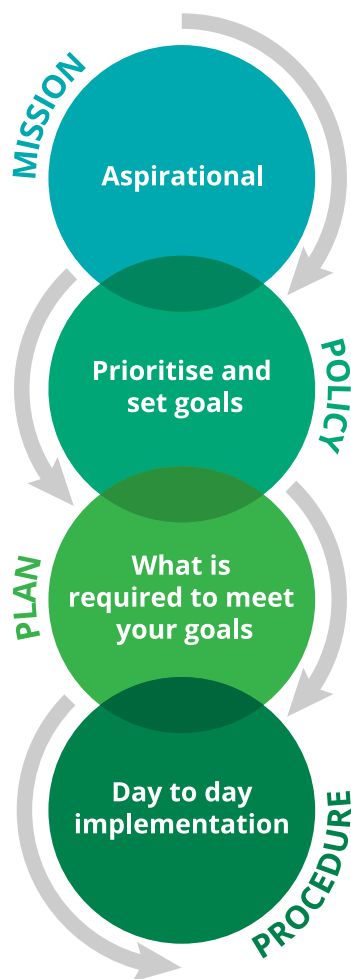 MISSION
Aspirational
Prioritise and
set goals
POLICY
PLAN
What is
required to meet
your goals
Day to day
implementation
PROCEDURE